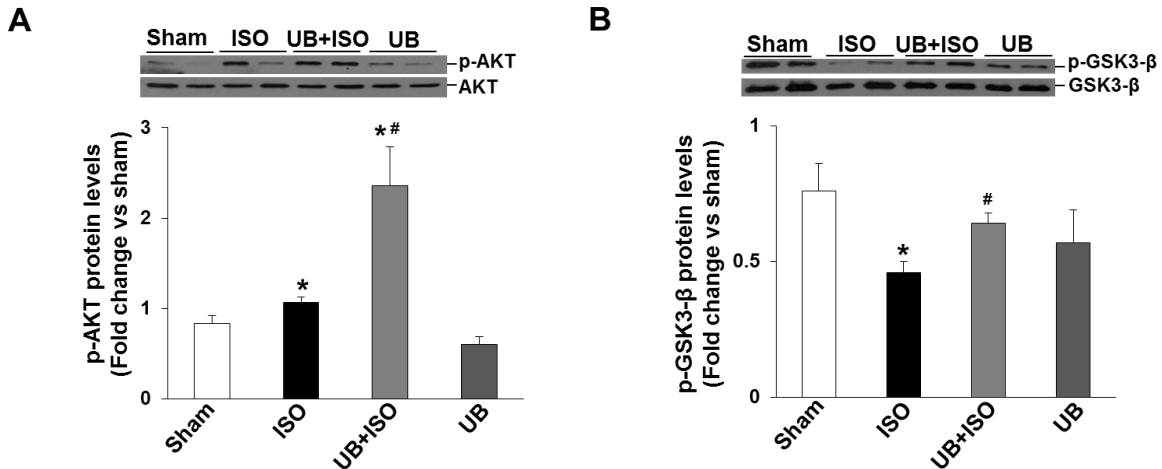 A
Sham ISO UB+ISO UB
p-AKT
AKT
p-AKT protein levels
(Fold change vs sham)
3
2
1
0
*
* #
Sham ISO UB+ISO UB
B
Sham ISO UB+ISO UB
p-GSK3-β
GSK3-β
p-GSK3-β protein levels
(Fold change vs sham)
1
0.5
0
*
#
Sham ISO UB+ISO UB